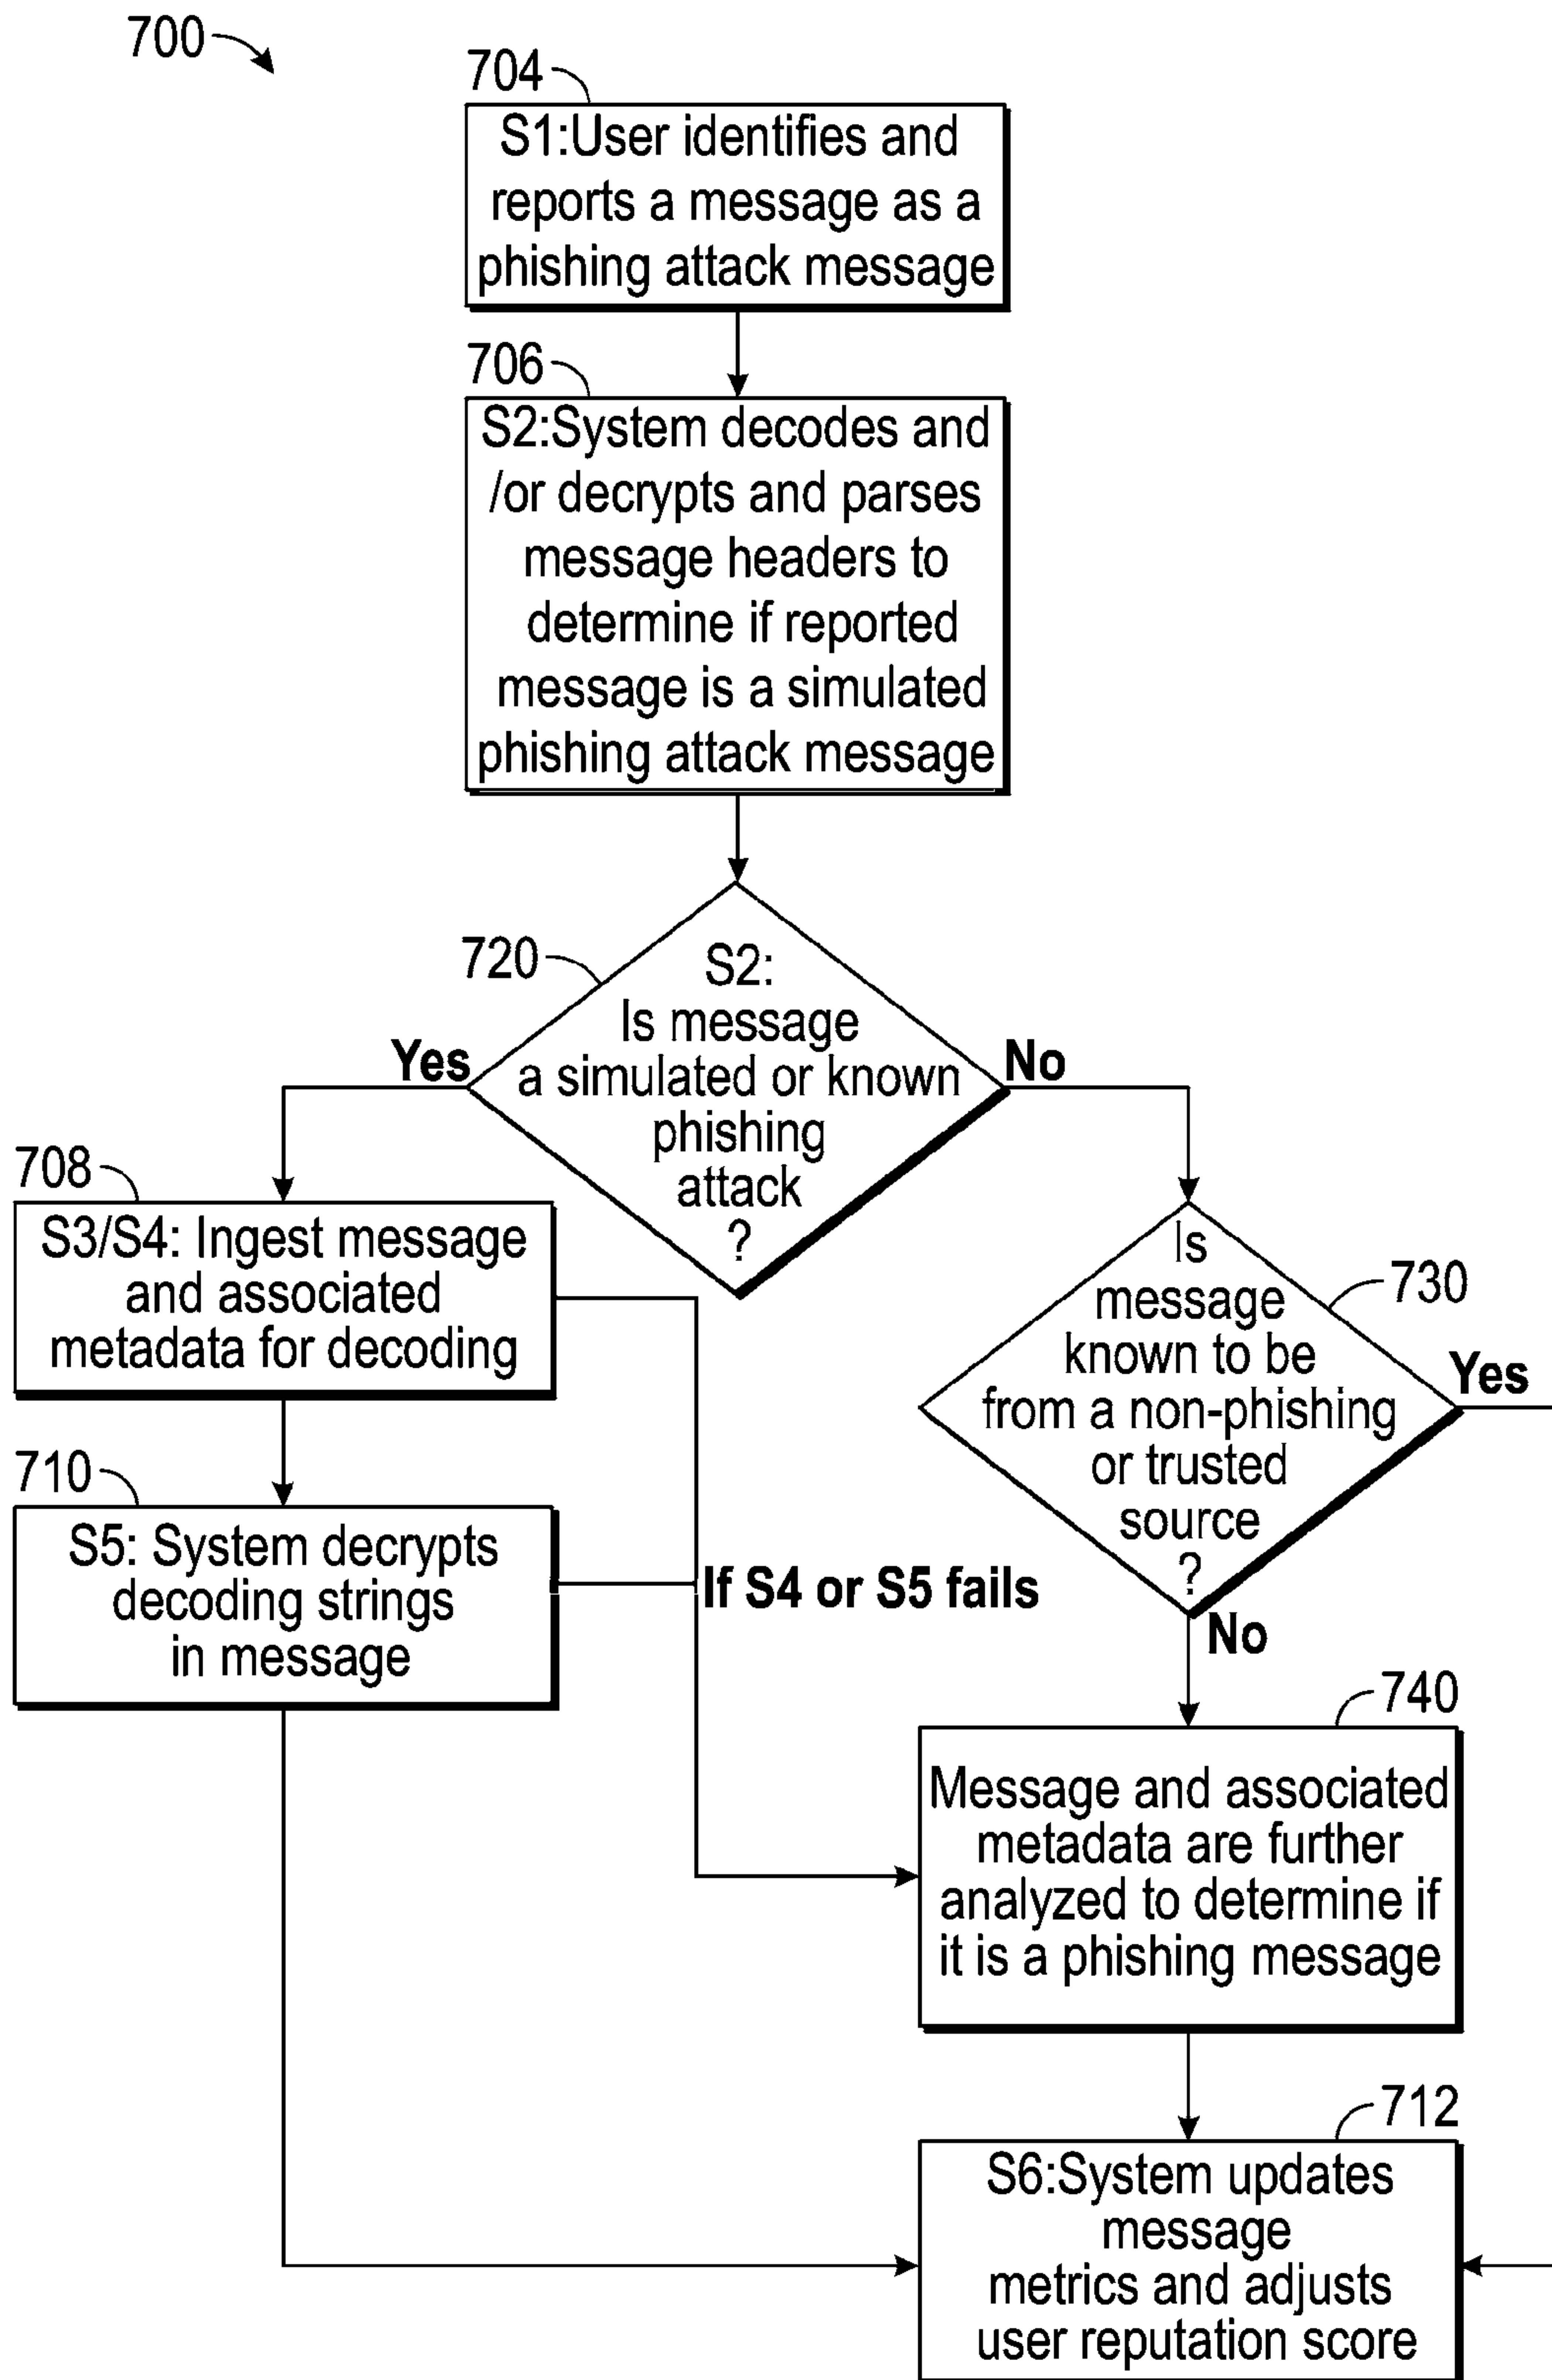 700
704
S1:User identifies and
reports a message as a
phishing attack message
706
S2:System decodes and
/or decrypts and parses
message headers to
determine if reported
message is a simulated
phishing attack message
720
S2:
Is message
a simulated or known
phishing
attack
?
Yes
No
708
S3/S4: Ingest message
and associated
metadata for decoding
730
Is
message
known to be
from a non-phishing
or trusted
source
?
Yes
No
710
S5: System decrypts
decoding strings
in message
If S4 or S5 fails
740
Message and associated
metadata are further
analyzed to determine if
it is a phishing message
712
S6:System updates
message
metrics and adjusts
user reputation score